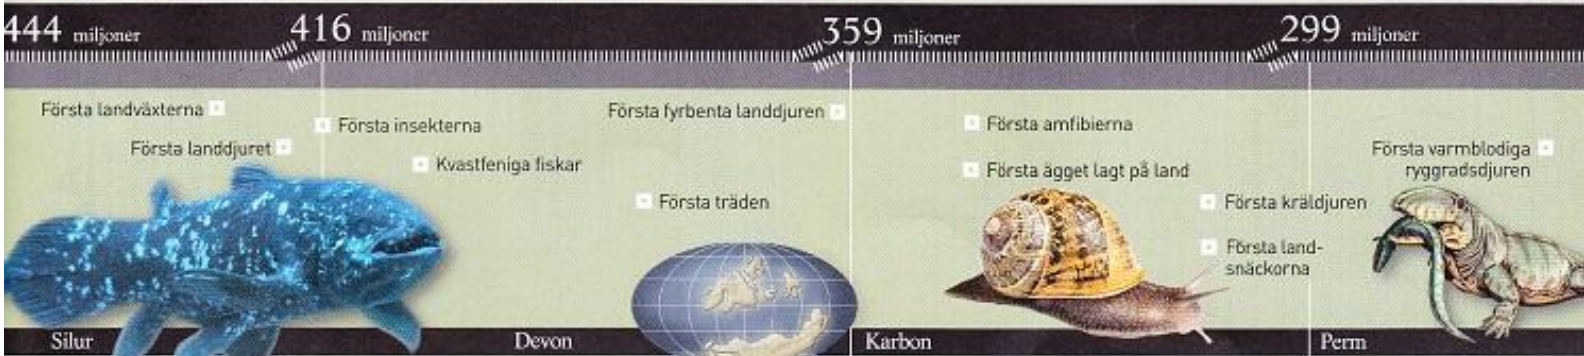 444 miljoner
416 miljoner
359 miljoner
299 miljoner
Första landväxterna
Första landdjuret
Första insekterna
Kvastfeniga fiskar
Första fyrbenta landdjuren
Första träden
Första amfibierna
Första ägget lagt på land
Första kräldjuren
Första land-
snäckorna
Första varmblodiga
ryggradsdjuren
Silur
Devon
Karbon
Perm